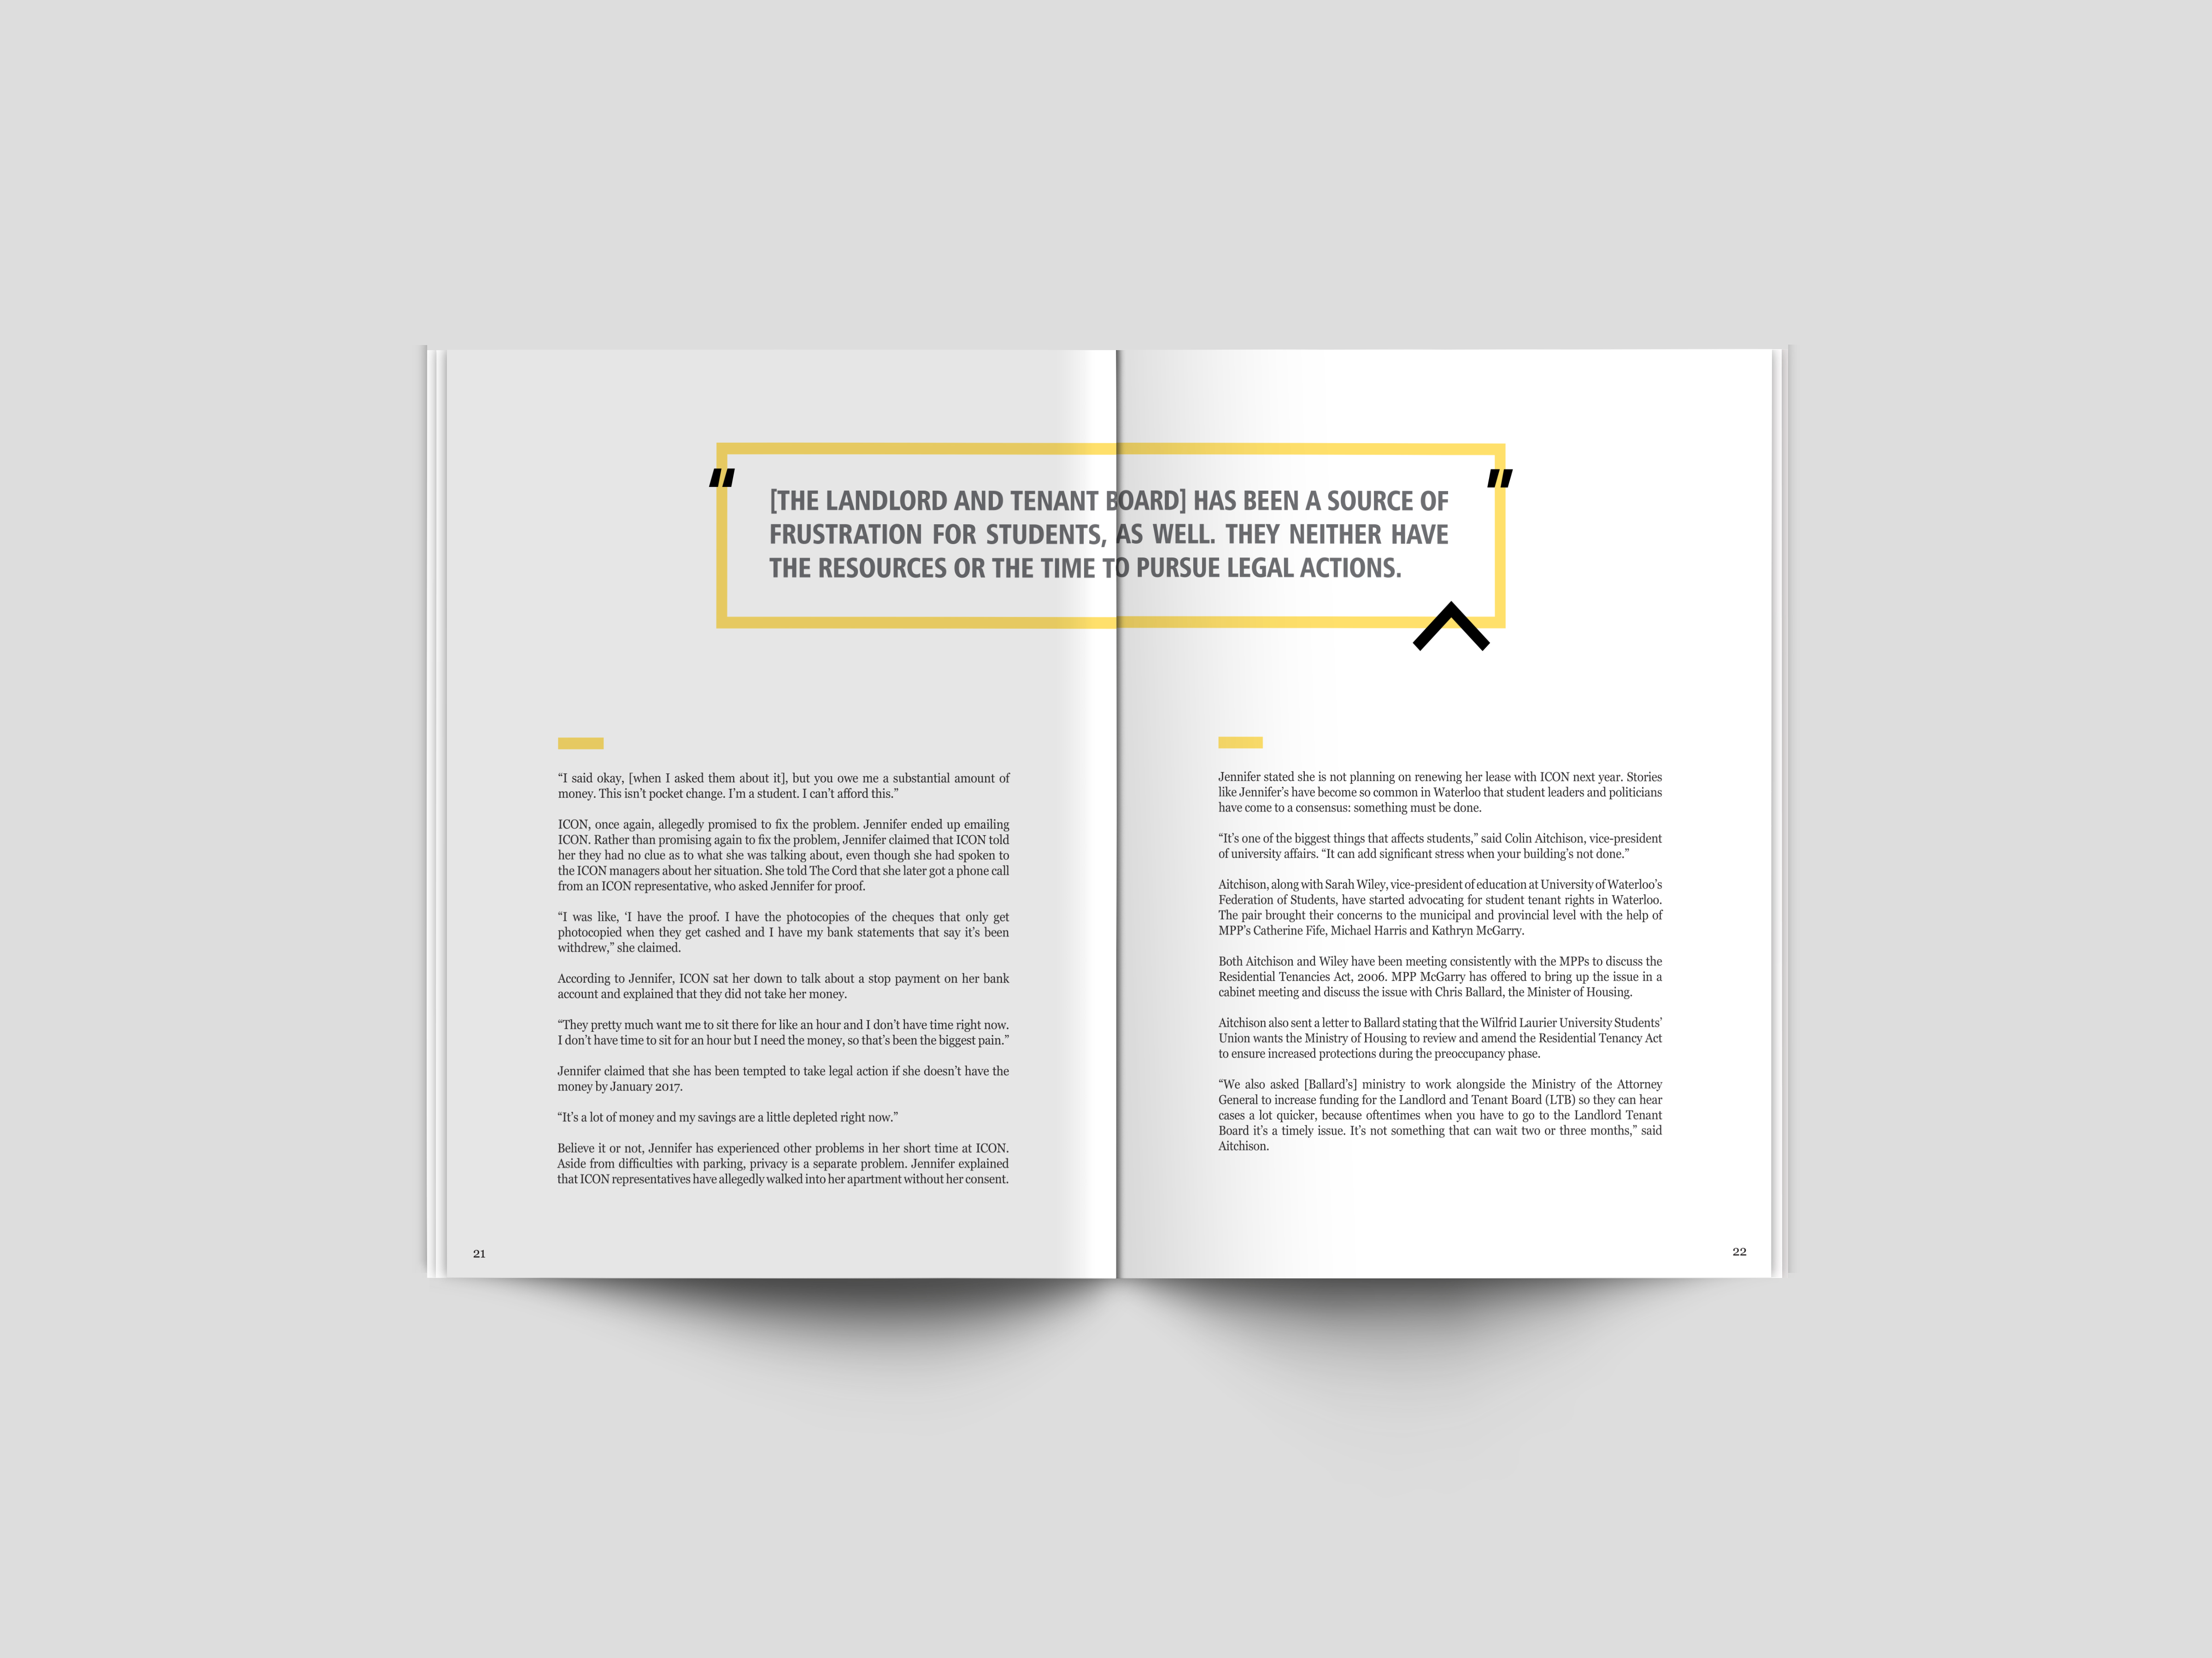 "
[THE LANDLORD AND TENANT BOARD] HAS BEEN A SOURCE OF
FRUSTRATION FOR STUDENTS, AS WELL. THEY NEITHER HAVE
THE RESOURCES OR THE TIME TO PURSUE LEGAL ACTIONS.
"
“I said okay, [when I asked them about it], but you owe me a substantial amount of
money. This isn’t pocket change. I’m a student. I can’t afford this.”
ICON, once again, allegedly promised to fix the problem. Jennifer ended up emailing
ICON. Rather than promising again to fix the problem, Jennifer claimed that ICON told
her they had no clue as to what she was talking about, even though she had spoken to
the ICON managers about her situation. She told The Cord that she later got a phone call
from an ICON representative, who asked Jennifer for proof.
“I was like, ‘I have the proof. I have the photocopies of the cheques that only get
photocopied when they get cashed and I have my bank statements that say it’s been
withdrew,” she claimed.
According to Jennifer, ICON sat her down to talk about a stop payment on her bank
account and explained that they did not take her money.
“They pretty much want me to sit there for like an hour and I don’t have time right now.
I don’t have time to sit for an hour but I need the money, so that’s been the biggest pain.”
Jennifer claimed that she has been tempted to take legal action if she doesn’t have the
money by January 2017.
“It’s a lot of money and my savings are a little depleted right now.”
Believe it or not, Jennifer has experienced other problems in her short time at ICON.
Aside from difficulties with parking, privacy is a separate problem. Jennifer explained
that ICON representatives have allegedly walked into her apartment without her consent.
21
Jennifer stated she is not planning on renewing her lease with ICON next year. Stories
like Jennifer’s have become so common in Waterloo that student leaders and politicians
have come to a consensus: something must be done.
“It’s one of the biggest things that affects students,” said Colin Aitchison, vice-president
of university affairs. “It can add significant stress when your building’s not done.”
Aitchison, along with Sarah Wiley, vice-president of education at University of Waterloo’s
Federation of Students, have started advocating for student tenant rights in Waterloo.
The pair brought their concerns to the municipal and provincial level with the help of
MPP’s Catherine Fife, Michael Harris and Kathryn McGarry.
Both Aitchison and Wiley have been meeting consistently with the MPPs to discuss the
Residential Tenancies Act, 2006. MPP McGarry has offered to bring up the issue in a
cabinet meeting and discuss the issue with Chris Ballard, the Minister of Housing.
Aitchison also sent a letter to Ballard stating that the Wilfrid Laurier University Students’
Union wants the Ministry of Housing to review and amend the Residential Tenancy Act
to ensure increased protections during the preoccupancy phase.
“We also asked [Ballard’s] ministry to work alongside the Ministry of the Attorney
General to increase funding for the Landlord and Tenant Board (LTB) so they can hear
cases a lot quicker, because oftentimes when you have to go to the Landlord Tenant
Board it’s a timely issue. It’s not something that can wait two or three months,” said
Aitchison.
22